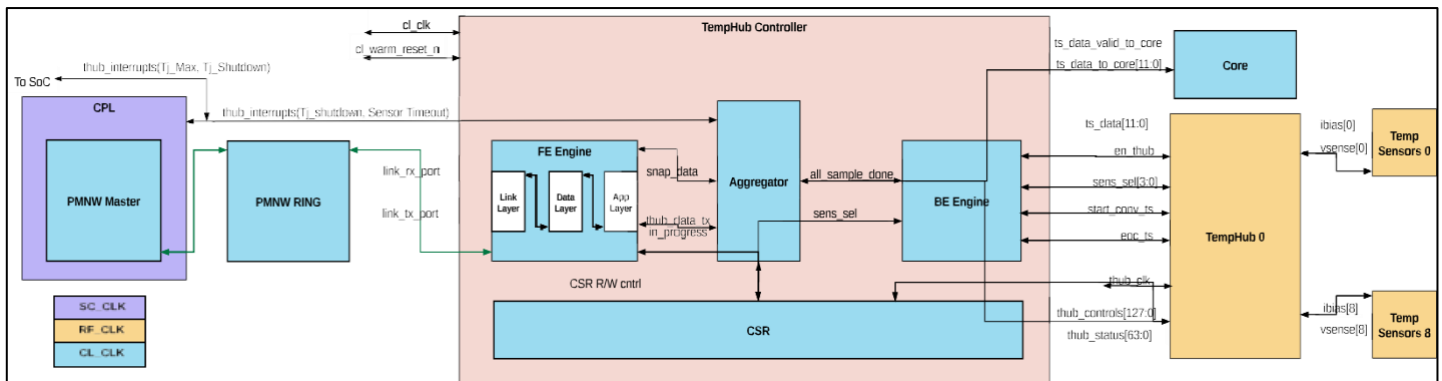 TempHub Controller
cl_clk
cl_warm_reset_n
thub_interrupts(Tj_Max, Tj_Shutdown)
To SoC
CPL
thub_interrupts(Tj_shutdown, Sensor Timeout)
PMNW Master
PMNW RING
link_rx_port
link_tx_port
FE Engine
Link
Layer
Data
Layer
App
Layer
snap_data
thub_data_tx
in_progress
Aggregator
all_sample_done
sens_sel
BE Engine
CSR R/W cntrl
CSR
ts_data_valid_to_core
ts_data_to_core[11:0]
Core
ts_data[11:0]
en_thub
sens_sel[3:0]
start_conv_ts
eoc_ts
thub_clk
thub_controls[127:0]
thub_status[63:0]
TempHub 0
ibias[0]
vsense[0]
Temp
Sensors 0
ibias[8]
vsense[8]
Temp
Sensors 8
SC_CLK
RF_CLK
CL_CLK